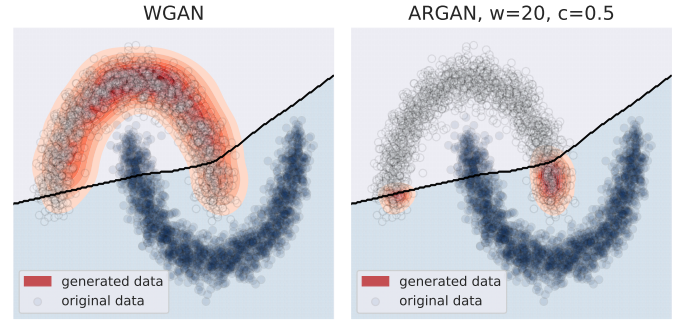 WGAN
generated data
original data
ARGAN, w=20, c=0.5
generated data
original data